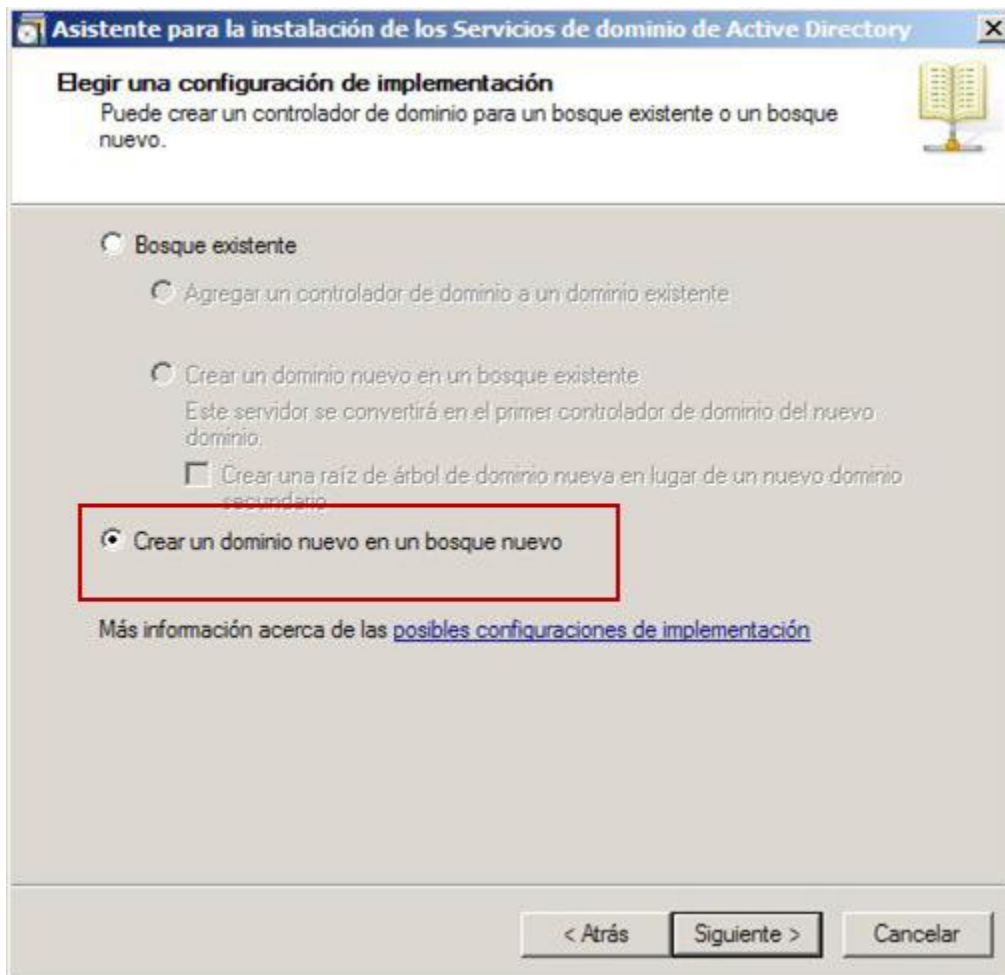 Asistente para la instalación de los Servicios de dominio de Active Directory
Elegir una configuración de implementación
Puede crear un controlador de dominio para un bosque existente o un bosque
nuevo.
Bosque existente
Agregar un controlador de dominio a un dominio existente
Crear un dominio nuevo en un bosque existente
Este servidor se convertirá en el primer controlador de dominio del nuevo
dominio.
Crear una raíz de árbol de dominio nueva en lugar de un nuevo dominio
secundario
Crear un dominio nuevo en un bosque nuevo
Más información acerca de las posibles configuraciones de implementación
< Atrás
Siguiente >
Cancelar